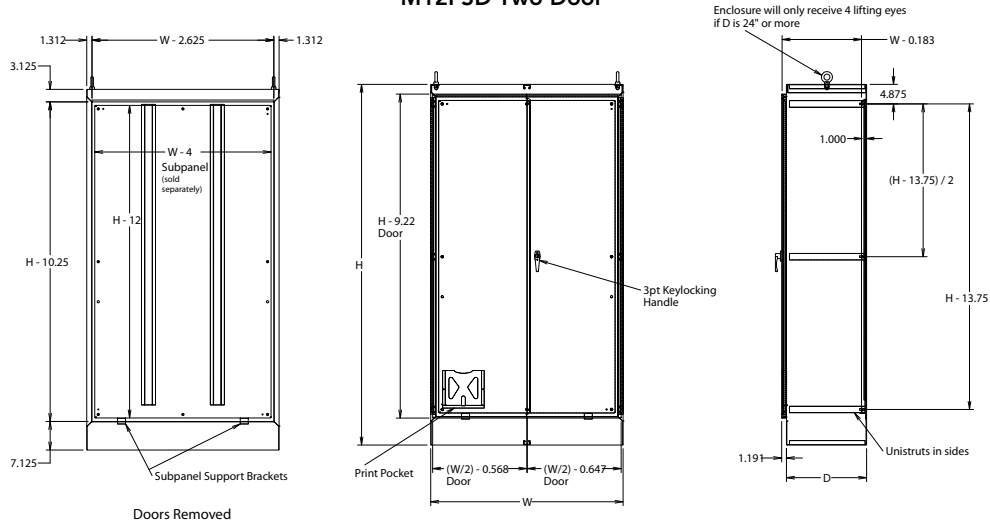 M12FSD Two Door
Enclosure will only receive 4 lifting eyes
if D is 24" or more
1.312
W - 2.625
1.312
3.125
W - 4
Subpanel
(sold
separately)
H - 12
H - 10.25
7.125
Subpanel Support Brackets
Doors Removed
H
H - 9.22
Door
3pt Keylocking
Handle
Print Pocket
(W/2) - 0.568
Door
(W/2) - 0.647
Door
W
W - 0.183
4.875
1.000
(H - 13.75) / 2
H - 13.75
Unistruts in sides
1.191
D